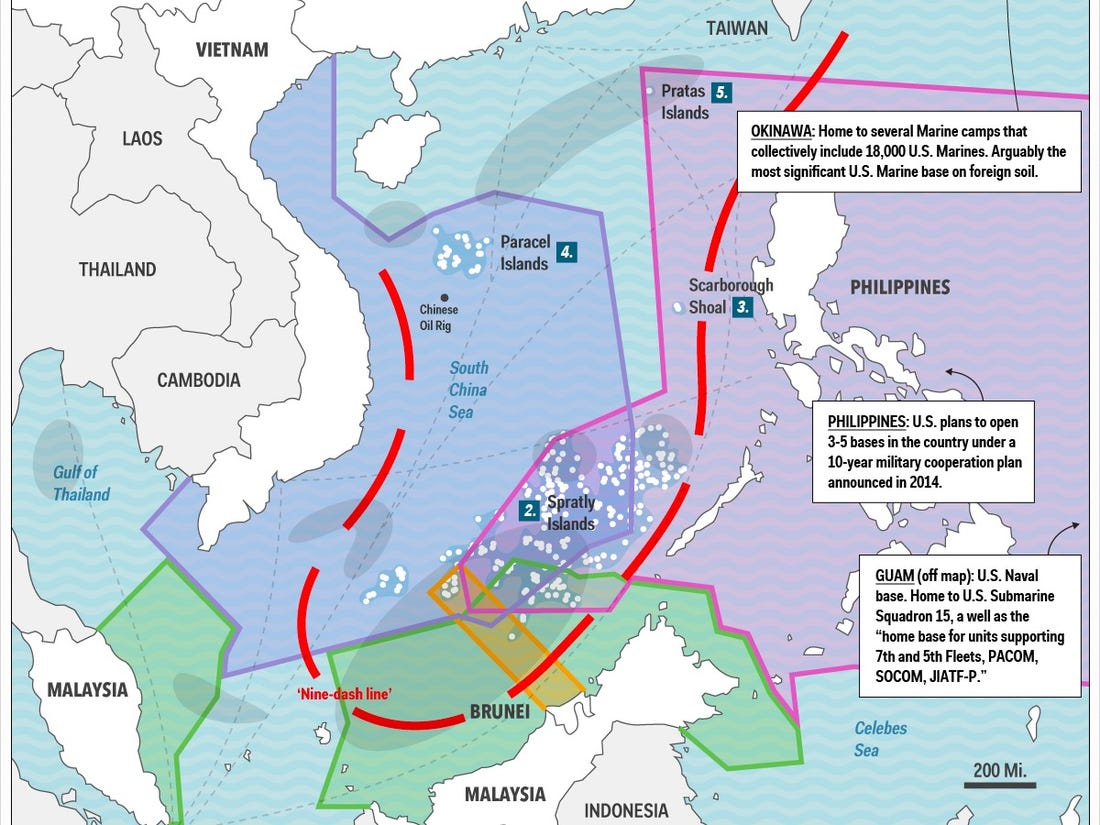 TAIWAN
VIETNAM
Pratas
Islands
5.
OKINAWA: Home to several Marine camps that
collectively include 18,000 U.S. Marines. Arguably the
most significant U.S. Marine base on foreign soil.
LAOS
Paracel
Islands
4.
THAILAND
Scarborough
Shoal
3.
PHILIPPINES
Chinese
Oil Rig
South
China
Sea
CAMBODIA
PHILIPPINES: U.S. plans to open
3-5 bases in the country under a
10-year military cooperation plan
announced in 2014.
Gulf of
Thailand
2.
Spratly
Islands
GUAM (off map): U.S. Naval
base. Home to U.S. Submarine
Squadron 15, a well as the
“home base for units supporting
7th and 5th Fleets, PACOM,
SOCOM, JIATF-P.”
MALAYSIA
‘Nine-dash line’
BRUNEI
Celebes
Sea
200 Mi.
MALAYSIA
INDONESIA